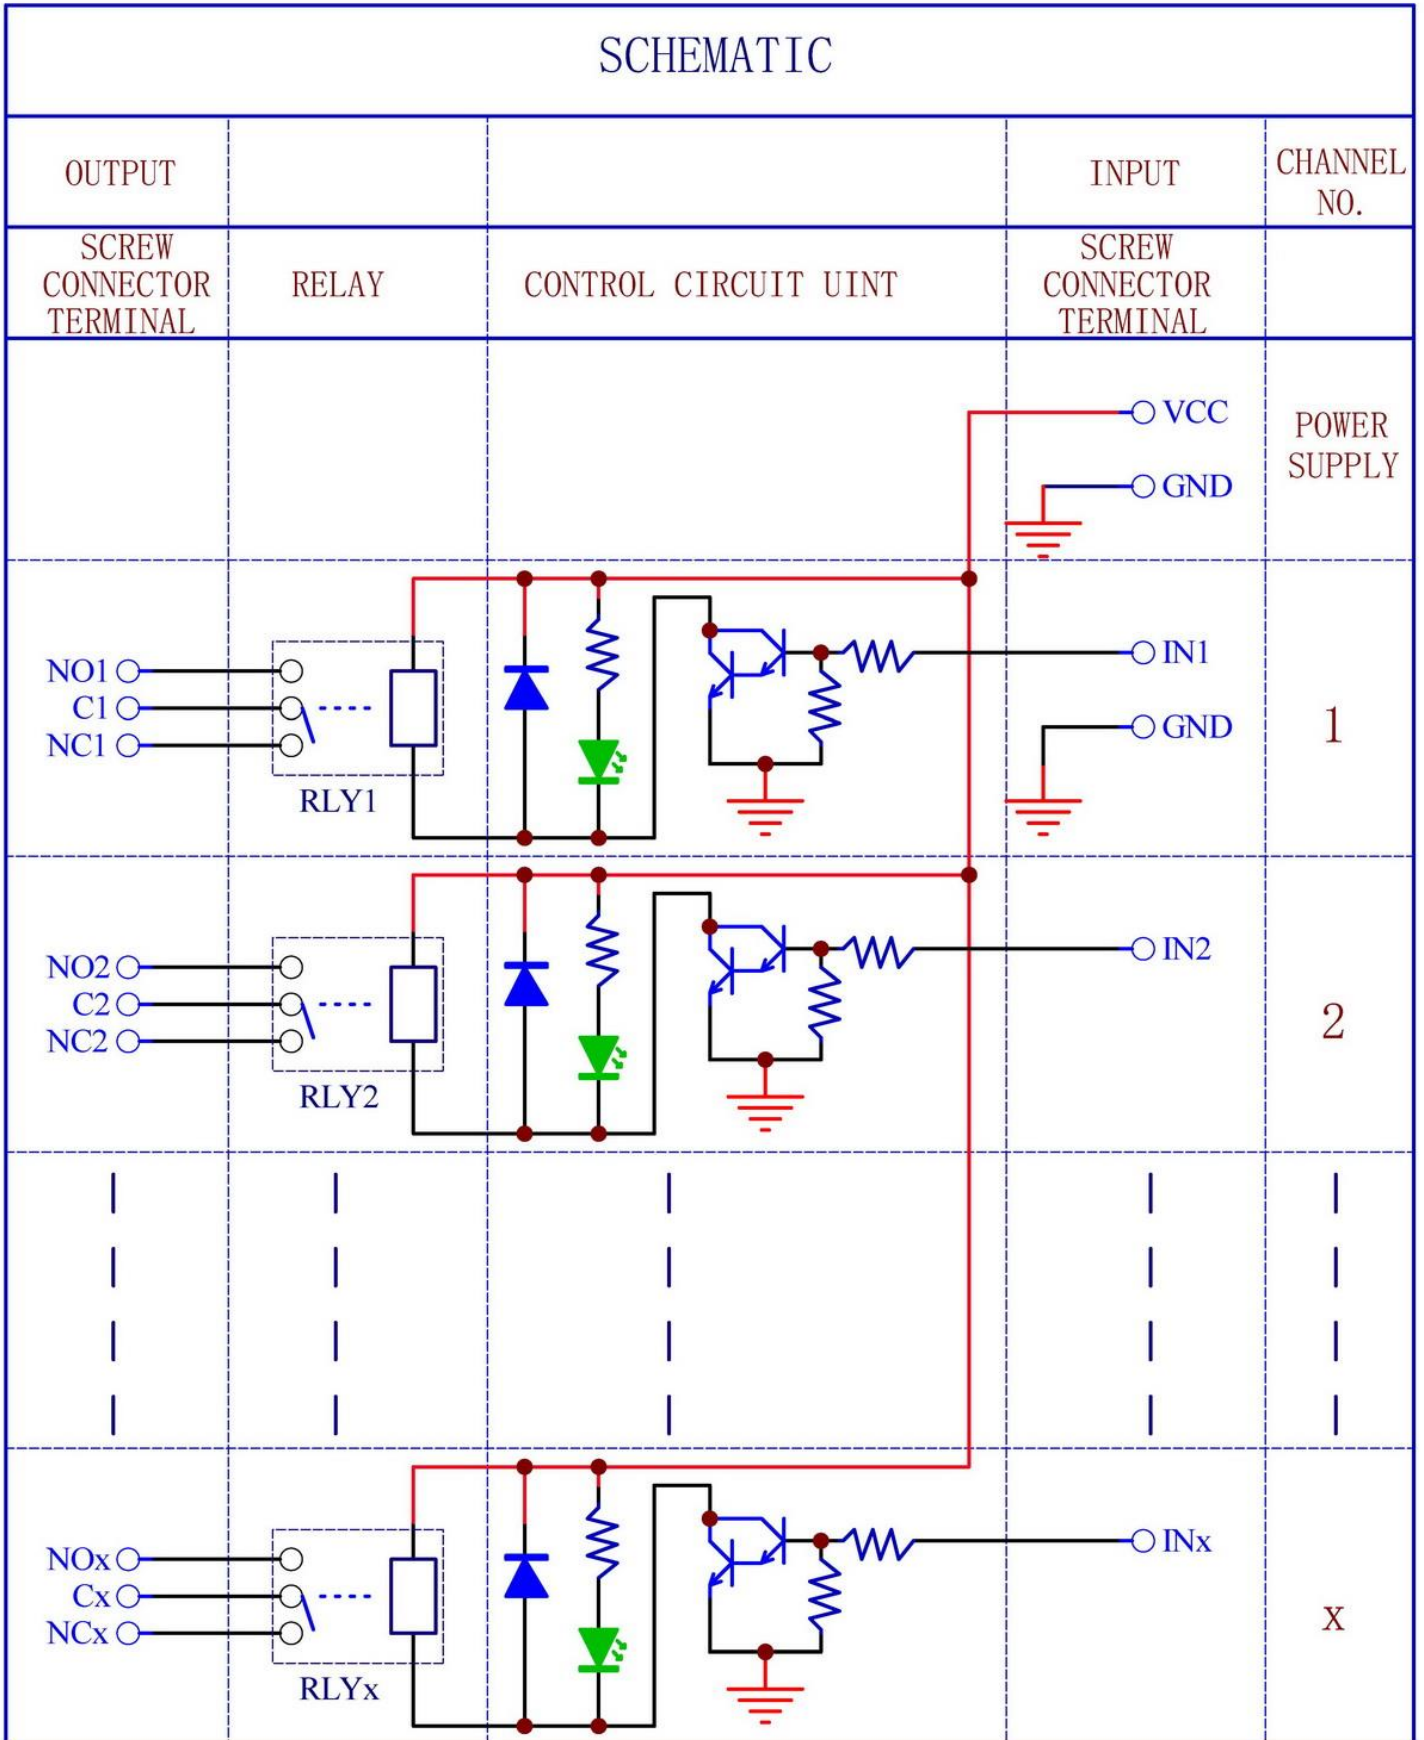 SCHEMATIC
OUTPUT
INPUT
CHANNEL
NO.
SCREW
CONNECTOR
TERMINAL
RELAY
CONTROL CIRCUIT UINT
SCREW
CONNECTOR
TERMINAL
VCC
GND
POWER
SUPPLY
NO1
C1
NC1
RLY1
IN1
GND
1
NO2
C2
NC2
RLY2
IN2
2
NOx
Cx
NCx
RLYx
INx
x